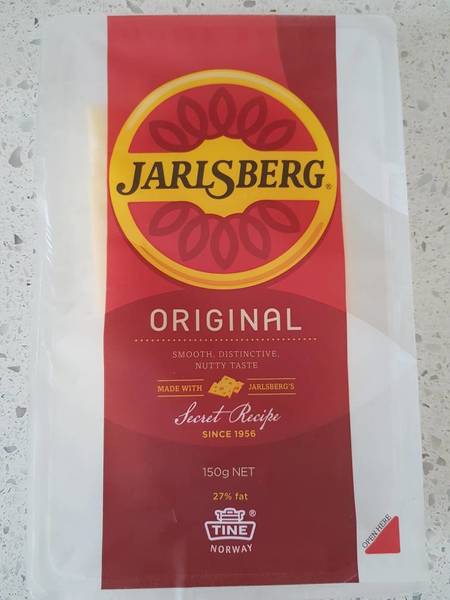 JARLSBERG®
ORIGINAL
SMOOTH, DISTINCTIVE,
NUTTY TASTE
MADE WITH JARLSBERG'S
Secret Recipe
SINCE 1956
150g NET
27% fat
TINE®
NORWAY
OPEN HERE